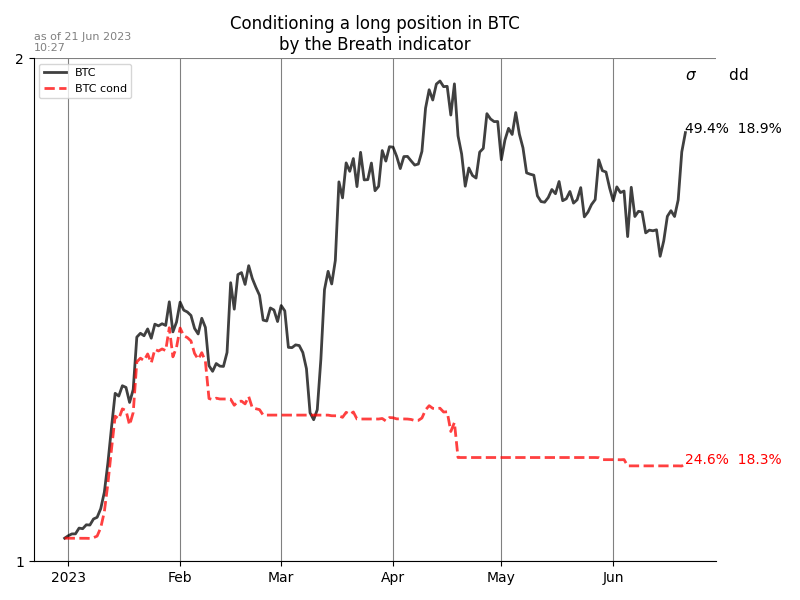 Conditioning a long position in BTC
by the Breath indicator
as of 21 Jun 2023
10:27
2
BTC
BTC cond
σ dd
49.4% 18.9%
24.6% 18.3%
1
2023 Feb Mar Apr May Jun